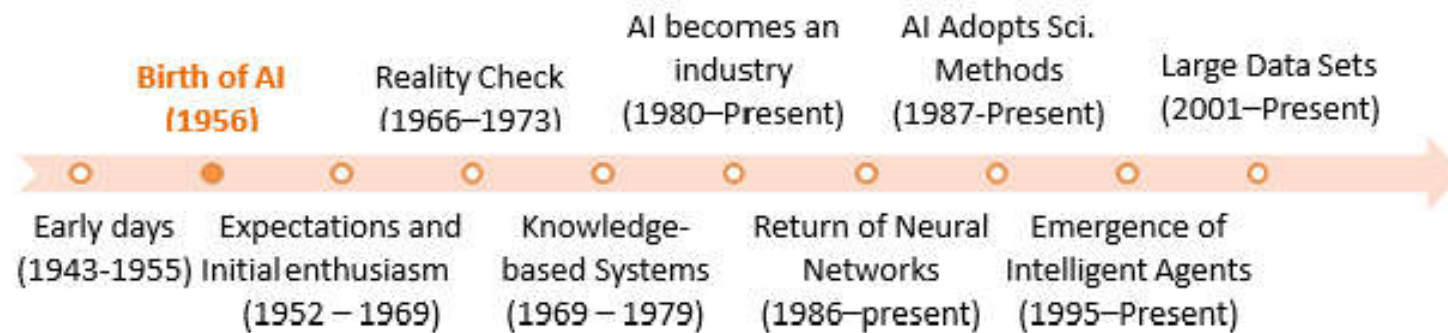 Birth of AI
(1956)
Reality Check
(1966–1973)
AI becomes an
industry
(1980–Present)
AI Adopts Sci.
Methods
(1987-Present)
Large Data Sets
(2001–Present)
Early days
(1943-1955)
Expectations and
Initial enthusiasm
(1952 – 1969)
Knowledge-
based Systems
(1969 – 1979)
Return of Neural
Networks
(1986–present)
Emergence of
Intelligent Agents
(1995–Present)